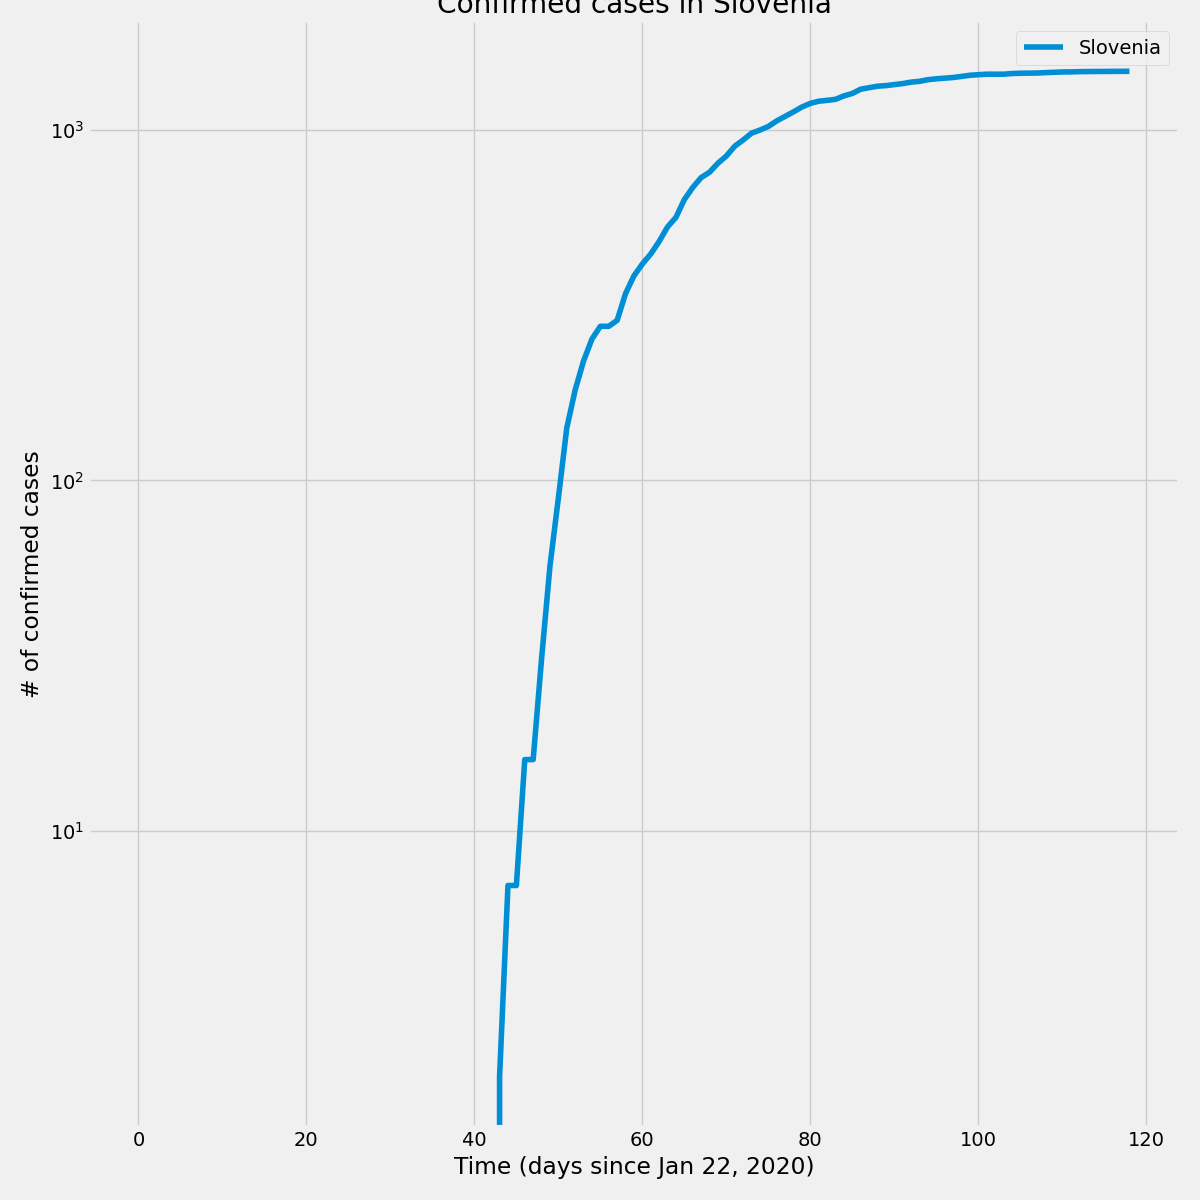 Confirmed cases in Slovenia
Slovenia
10³
10²
10¹
# of confirmed cases
0 20 40 60 80 100 120
Time (days since Jan 22, 2020)